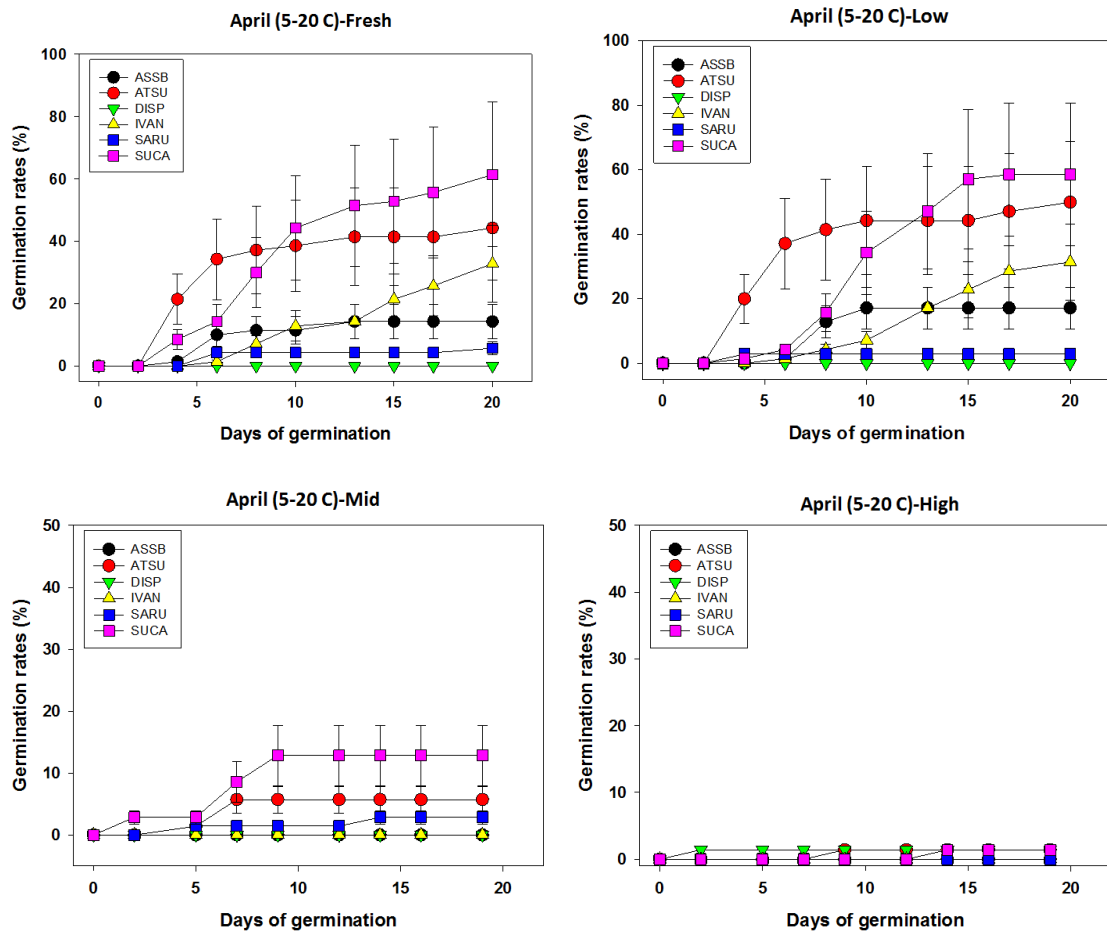 April (5-20 C)-Fresh
Germination rates (%)
100
80
60
40
20
0
ASSB
ATSU
DISP
IVAN
SARU
SUCA
0 5 10 15 20
Days of germination
April (5-20 C)-Low
Germination rates (%)
100
80
60
40
20
0
ASSB
ATSU
DISP
IVAN
SARU
SUCA
0 5 10 15 20
Days of germination
April (5-20 C)-Mid
Germination rates (%)
50
40
30
20
10
0
ASSB
ATSU
DISP
IVAN
SARU
SUCA
0 5 10 15 20
Days of germination
April (5-20 C)-High
Germination rates (%)
50
40
30
20
10
0
ASSB
ATSU
DISP
IVAN
SARU
SUCA
0 5 10 15 20
Days of germination